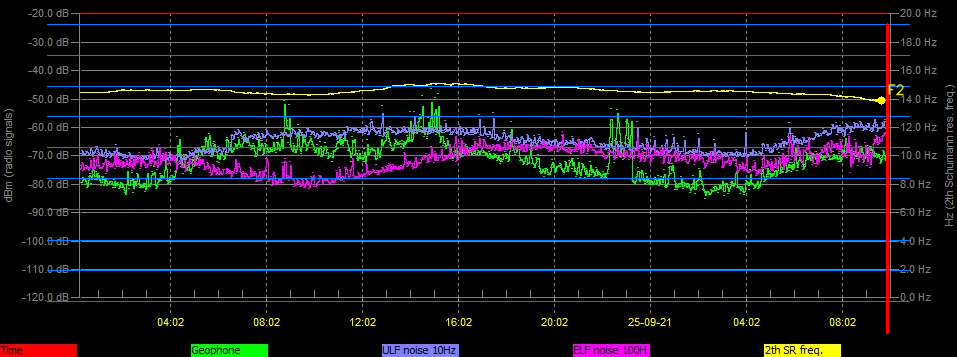 -20.0 dB 20.0 Hz
-30.0 dB 18.0 Hz
-40.0 dB 16.0 Hz
-50.0 dB F2 14.0 Hz
-60.0 dB 12.0 Hz
-70.0 dB 10.0 Hz
-80.0 dB 8.0 Hz
-90.0 dB 6.0 Hz
-100.0 dB 4.0 Hz
-110.0 dB 2.0 Hz
-120.0 dB 0.0 Hz
dBm (radio signals)
Hz (2th Schumann res. freq.)
04:02 08:02 12:02 16:02 20:02 25-09-21 04:02 08:02
Time Geophone ULF noise 10Hz ELF noise 100H 2th SR freq.